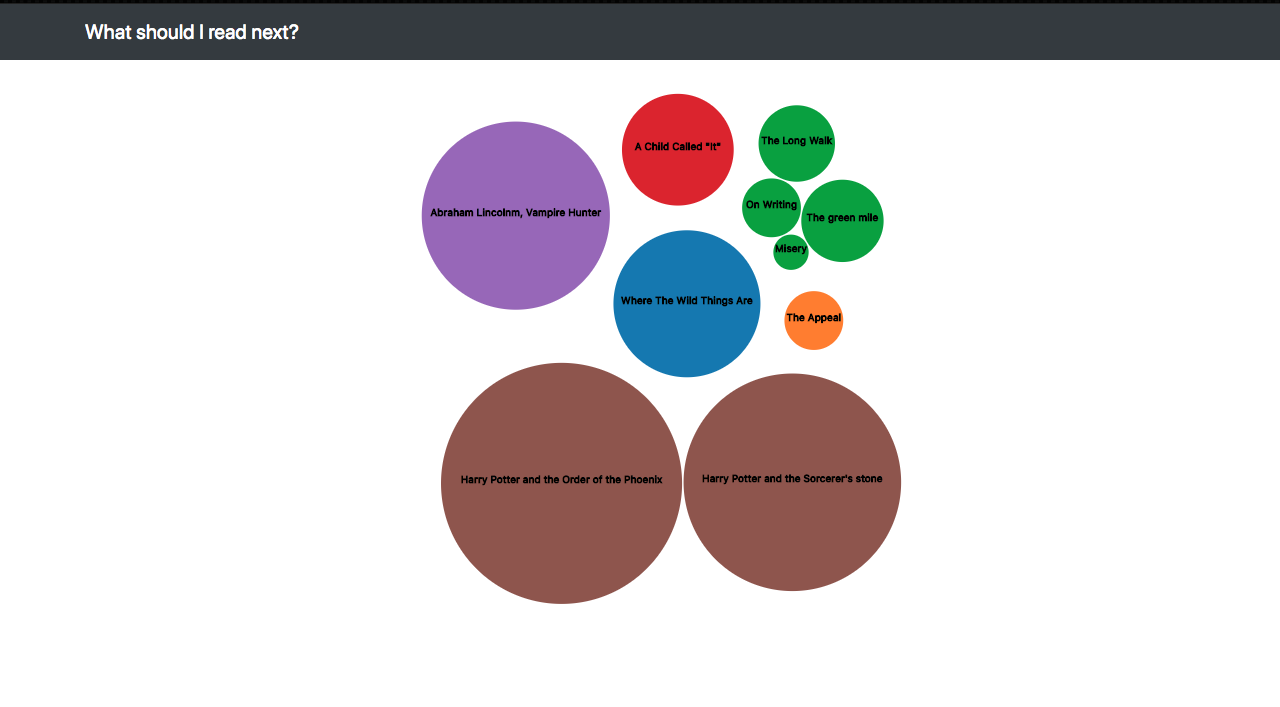 What should I read next?
A Child Called "It"
The Long Walk
Abraham Lincolnm, Vampire Hunter
On Writing
The green mile
Misery
Where The Wild Things Are
The Appeal
Harry Potter and the Order of the Phoenix
Harry Potter and the Sorcerer's stone